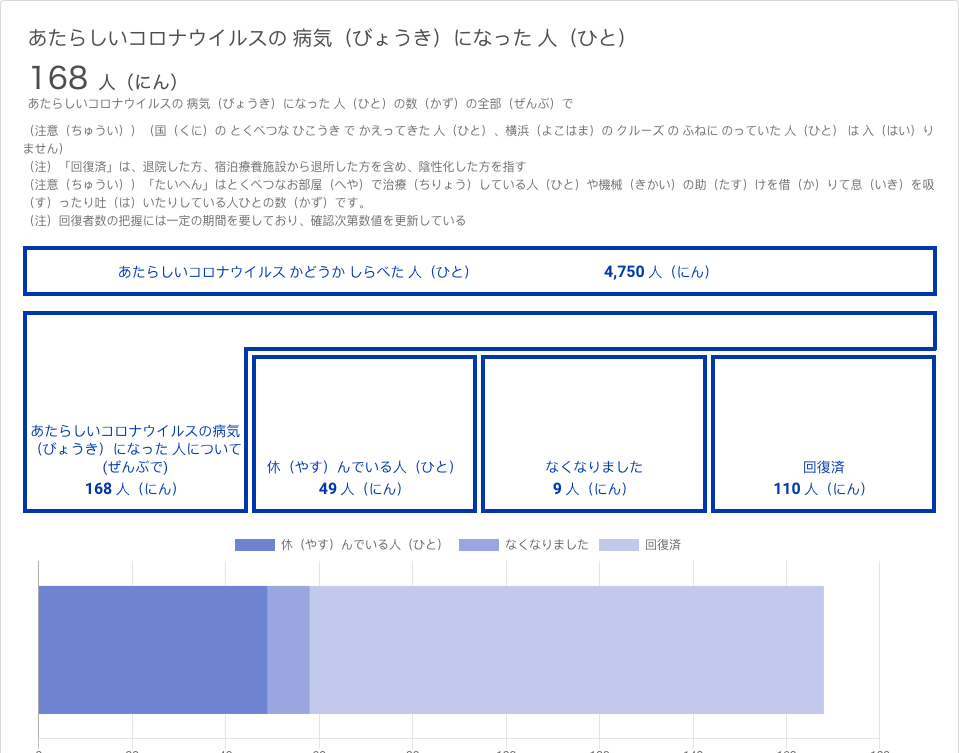 あたらしいコロナウイルスの 病気（びょうき）になった 人（ひと）
168 人（にん）
あたらしいコロナウイルスの 病気（びょうき）になった 人（ひと）の数（かず）の全部（ぜんぶ）で
（注意（ちゅうい））（国（くに）の とくべつな ひこうき で かえってきた 人（ひと）、横浜（よこはま）の クルーズ の ふねに のっていた 人（ひと） は 入（はい）り
ません）
（注）「回復済」は、退院した方、宿泊療養施設から退所した方を含め、陰性化した方を指す
（注意（ちゅうい））「たいへん」はとくべつなお部屋（へや）で治療（ちりょう）している人（ひと）や機械（きかい）の助（たす）けを借（か）りて息（いき）を吸
（す）ったり吐（は）いたりしている人ひとの数（かず）です。
（注）回復者数の把握には一定の期間を要しており、確認次第数値を更新している
あたらしいコロナウイルス かどうか しらべた 人（ひと） 4,750 人（にん）
あたらしいコロナウイルスの病気
（びょうき）になった 人について
(ぜんぶで)
168 人（にん）
休（やす）んでいる人（ひと）
49 人（にん）
なくなりました
9 人（にん）
回復済
110 人（にん）
休（やす）んでいる人（ひと） なくなりました 回復済